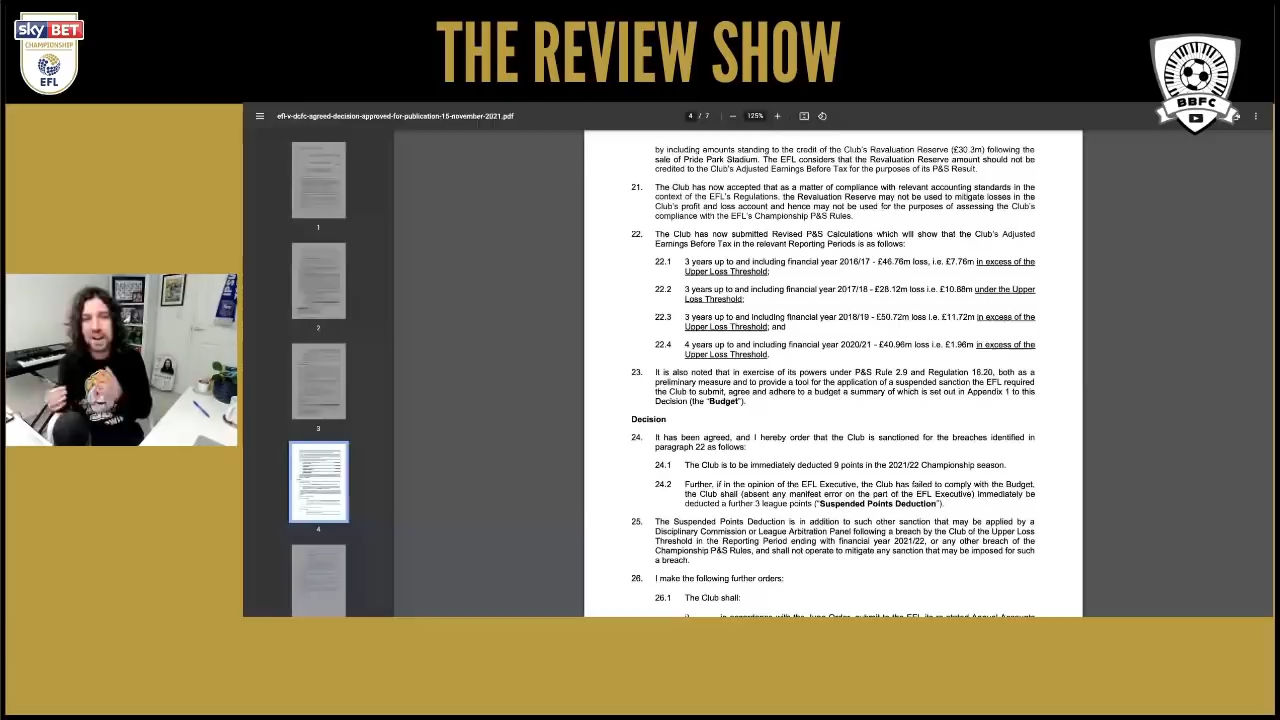 sky BET
CHAMPIONSHIP
EFL
THE REVIEW SHOW
BBFC
efl-v-dcfc-agreed-decision-approved-for-publication-15-november-2021.pdf
4 / 7
125%
by including amounts standing to the credit of the Club's Revaluation Reserve (£30.3m) following the
sale of Pride Park Stadium. The EFL considers that the Revaluation Reserve amount should not be
credited to the Club's Adjusted Earnings Before Tax for the purposes of its P&S Result.
21. The Club has now accepted that as a matter of compliance with relevant accounting standards in the
context of the EFL's Regulations, the Revaluation Reserve may not be used to mitigate losses in the
Club's profit and loss account and hence may not be used for the purposes of assessing the Club's
compliance with the EFL's Championship P&S Rules.
22. The Club has now submitted Revised P&S Calculations which will show that the Club's Adjusted
Earnings Before Tax in the relevant Reporting Periods is as follows:
22.1 3 years up to and including financial year 2016/17 - £46.76m loss, i.e. £7.76m in excess of the
Upper Loss Threshold;
22.2 3 years up to and including financial year 2017/18 - £28.12m loss i.e. £10.88m under the Upper
Loss Threshold;
22.3 3 years up to and including financial year 2018/19 - £50.72m loss i.e. £11.72m in excess of the
Upper Loss Threshold; and
22.4 4 years up to and including financial year 2020/21 - £40.96m loss i.e. £1.96m in excess of the
Upper Loss Threshold.
23. It is also noted that in exercise of its powers under P&S Rule 2.9 and Regulation 16.20, both as a
preliminary measure and to provide a tool for the application of a suspended sanction the EFL required
the Club to submit, agree and adhere to a budget a summary of which is set out in Appendix 1 to this
Decision (the "Budget").
Decision
24. It has been agreed, and I hereby order that the Club is sanctioned for the breaches identified in
paragraph 22 as follows:
24.1 The Club is to be immediately deducted 9 points in the 2021/22 Championship season.
24.2 Further, if in the opinion of the EFL Executive, the Club has failed to comply with the Budget,
the Club shall (absent any manifest error on the part of the EFL Executive) immediately be
deducted a further 3 league points ("Suspended Points Deduction").
25. The Suspended Points Deduction is in addition to such other sanction that may be applied by a
Disciplinary Commission or League Arbitration Panel following a breach by the Club of the Upper Loss
Threshold in the Reporting Period ending with financial year 2021/22, or any other breach of the
Championship P&S Rules, and shall not operate to mitigate any sanction that may be imposed for such
a breach.
26. I make the following further orders:
26.1 The Club shall:
i) in accordance with the June Order, submit to the EFL its re-stated Annual Accounts
1
2
3
4